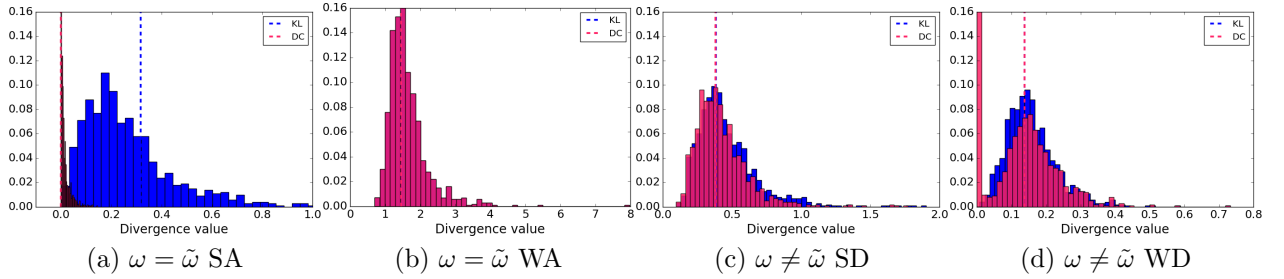 0.16
0.14
0.12
0.10
0.08
0.06
0.04
0.02
0.00
0.0 0.2 0.4 0.6 0.8 1.0
Divergence value
KL
DC
(a) ω = ω̃ SA
0.16
0.14
0.12
0.10
0.08
0.06
0.04
0.02
0.00
0 1 2 3 4 5 6 7 8
Divergence value
KL
DC
(b) ω = ω̃ WA
0.16
0.14
0.12
0.10
0.08
0.06
0.04
0.02
0.00
0.0 0.5 1.0 1.5 2.0
Divergence value
KL
DC
(c) ω ≠ ω̃ SD
0.16
0.14
0.12
0.10
0.08
0.06
0.04
0.02
0.00
0.0 0.1 0.2 0.3 0.4 0.5 0.6 0.7 0.8
Divergence value
KL
DC
(d) ω ≠ ω̃ WD